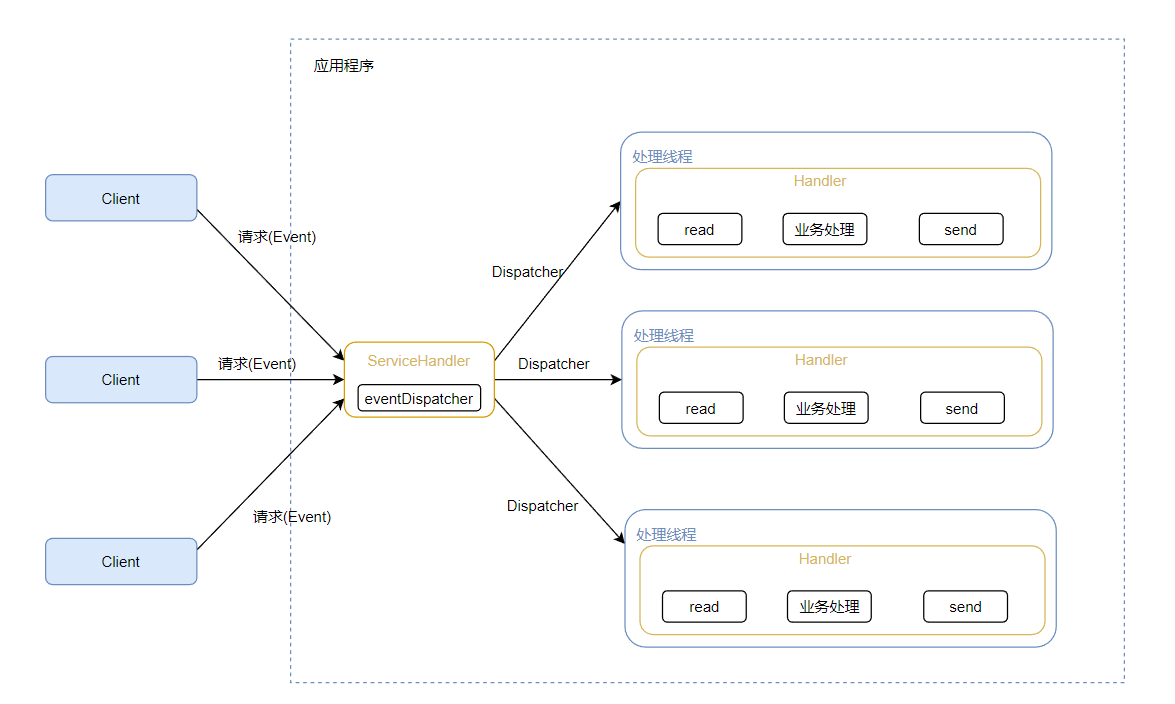 应用程序
Client
请求(Event)
Client
请求(Event)
Client
请求(Event)
ServiceHandler
eventDispatcher
Dispatcher
Dispatcher
Dispatcher
处理线程
Handler
read
业务处理
send
处理线程
Handler
read
业务处理
send
处理线程
Handler
read
业务处理
send